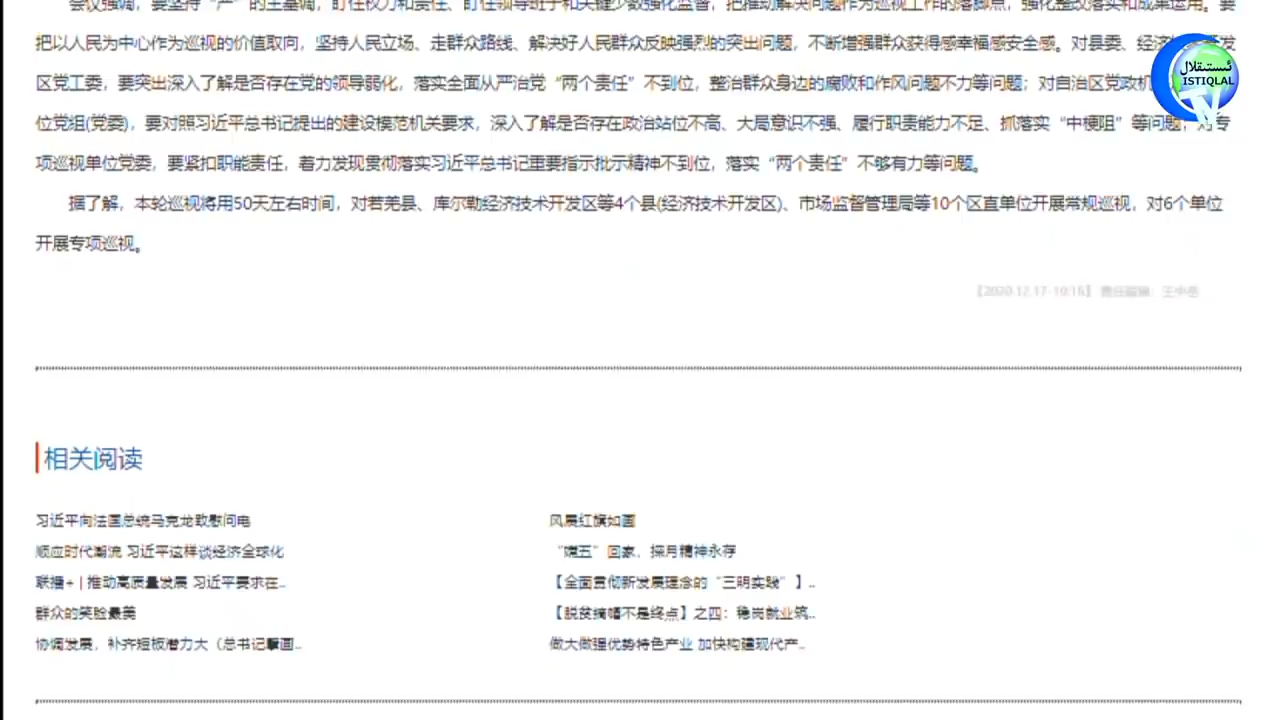 会议强调，要坚持“严”的主基调，盯住权力和责任、盯住领导班子和关键少数强化监督，把推动解决问题作为巡视工作的落脚点，强化整改落实和成果运用。要
把以人民为中心作为巡视的价值取向，坚持人民立场、走群众路线、解决好人民群众反映强烈的突出问题，不断增强群众获得感幸福感安全感。对县委、经济 开发
区党工委，要突出深入了解是否存在党的领导弱化，落实全面从严治党“两个责任”不到位，整治群众身边的腐败和作风问题不力等问题；对自治区党政机
位党组(党委)，要对照习近平总书记提出的建设模范机关要求，深入了解是否存在政治站位不高、大局意识不强、履行职责能力不足、抓落实“中梗阻”等问题；对专
项巡视单位党委，要紧扣职能责任，着力发现贯彻落实习近平总书记重要指示批示精神不到位，落实“两个责任”不够有力等问题。
据了解，本轮巡视将用50天左右时间，对若羌县、库尔勒经济技术开发区等4个县(经济技术开发区)、市场监督管理局等10个区直单位开展常规巡视，对6个单位
开展专项巡视。
ئىستىقلال
ISTIQLAL
TV
【2020.12.17-10:16】 责任编辑：王
相关阅读
习近平向法国总统马克龙致慰问电
顺应时代潮流 习近平这样谈经济全球化
联播+ | 推动高质量发展 习近平要求在..
群众的笑脸最美
协调发展，补齐短板潜力大（总书记擘画..
风展红旗如画
“嫦五”回家，探月精神永存
【全面贯彻新发展理念的“三明实践”】..
【脱贫摘帽不是终点】之四：稳岗就业筑..
做大做强优势特色产业 加快构建现代产..